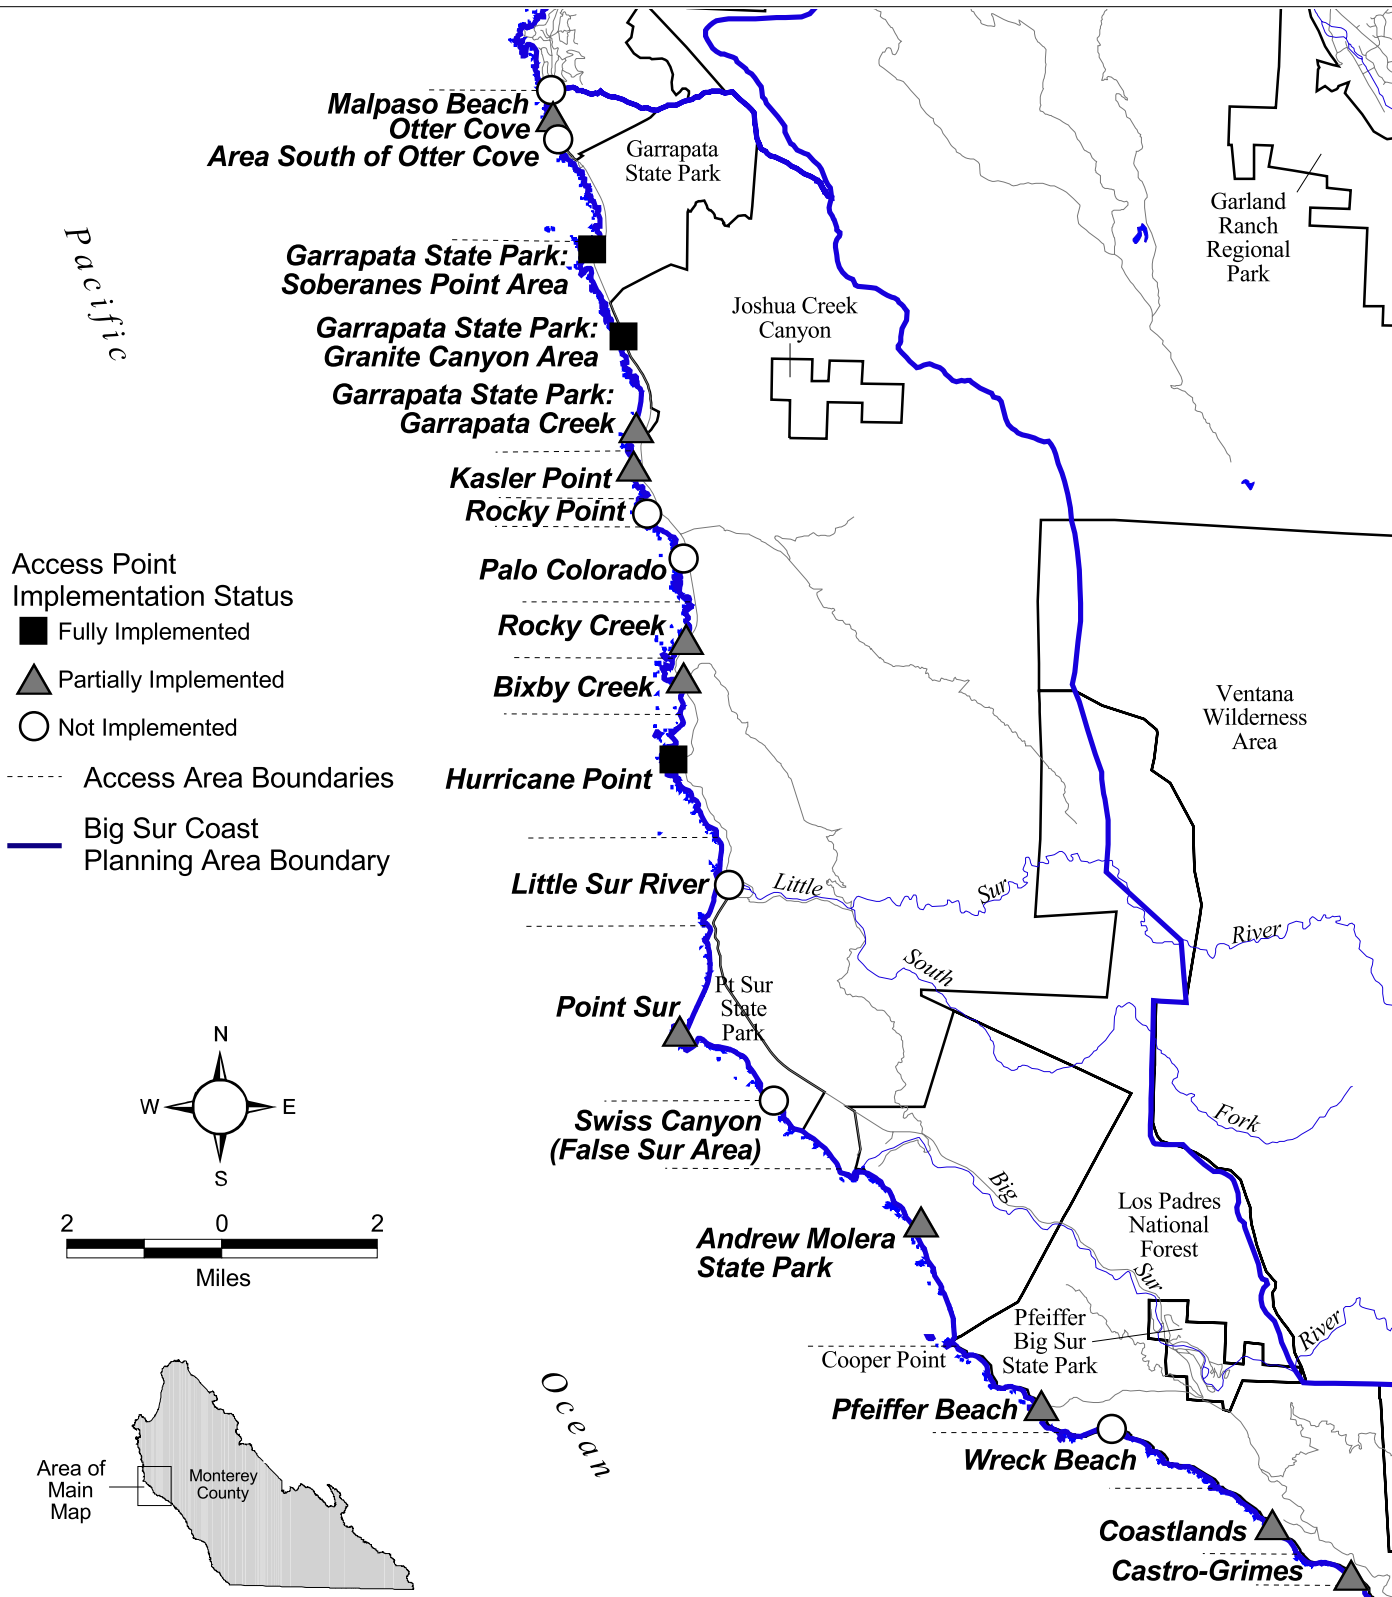 Malpaso Beach
Otter Cove
Area South of Otter Cove
Garrapata
State Park
Garland
Ranch
Regional
Park
Pacific
Garrapata State Park:
Soberanes Point Area
Joshua Creek
Canyon
Garrapata State Park:
Granite Canyon Area
Garrapata State Park:
Garrapata Creek
Kasler Point
Rocky Point
Palo Colorado
Access Point
Implementation Status
Fully Implemented
Partially Implemented
Not Implemented
Access Area Boundaries
Big Sur Coast
Planning Area Boundary
Rocky Creek
Bixby Creek
Ventana
Wilderness
Area
Hurricane Point
Little Sur River
Little
Sur
River
South
Fork
Point Sur
Pt Sur
State
Park
N
W
E
S
Swiss Canyon
(False Sur Area)
Big
Sur
River
Los Padres
National
Forest
2
0
2
Miles
Andrew Molera
State Park
Pfeiffer
Big Sur
State Park
Cooper Point
Ocean
Pfeiffer Beach
Wreck Beach
Area of
Main
Map
Monterey
County
Coastlands
Castro-Grimes